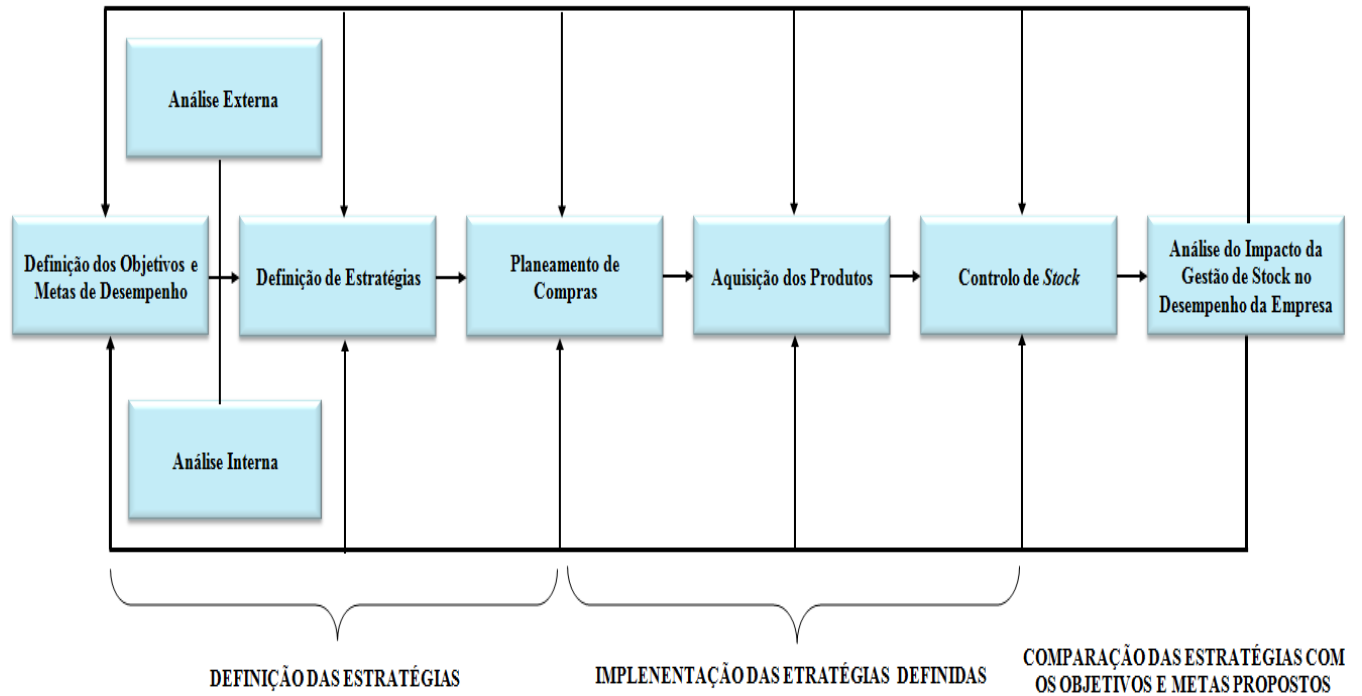 Análise Externa
Definição dos Objetivos e
Metas de Desempenho
Definição de Estratégias
Planeamento de
Compras
Aquisição dos Produtos
Controlo de Stock
Análise do Impacto da
Gestão de Stock no
Desempenho da Empresa
Análise Interna
DEFINIÇÃO DAS ESTRATÉGIAS
IMPLENENTAÇÃO DAS ETRATÉGIAS DEFINIDAS
COMPARAÇÃO DAS ESTRATÉGIAS COM
OS OBJETIVOS E METAS PROPOSTOS